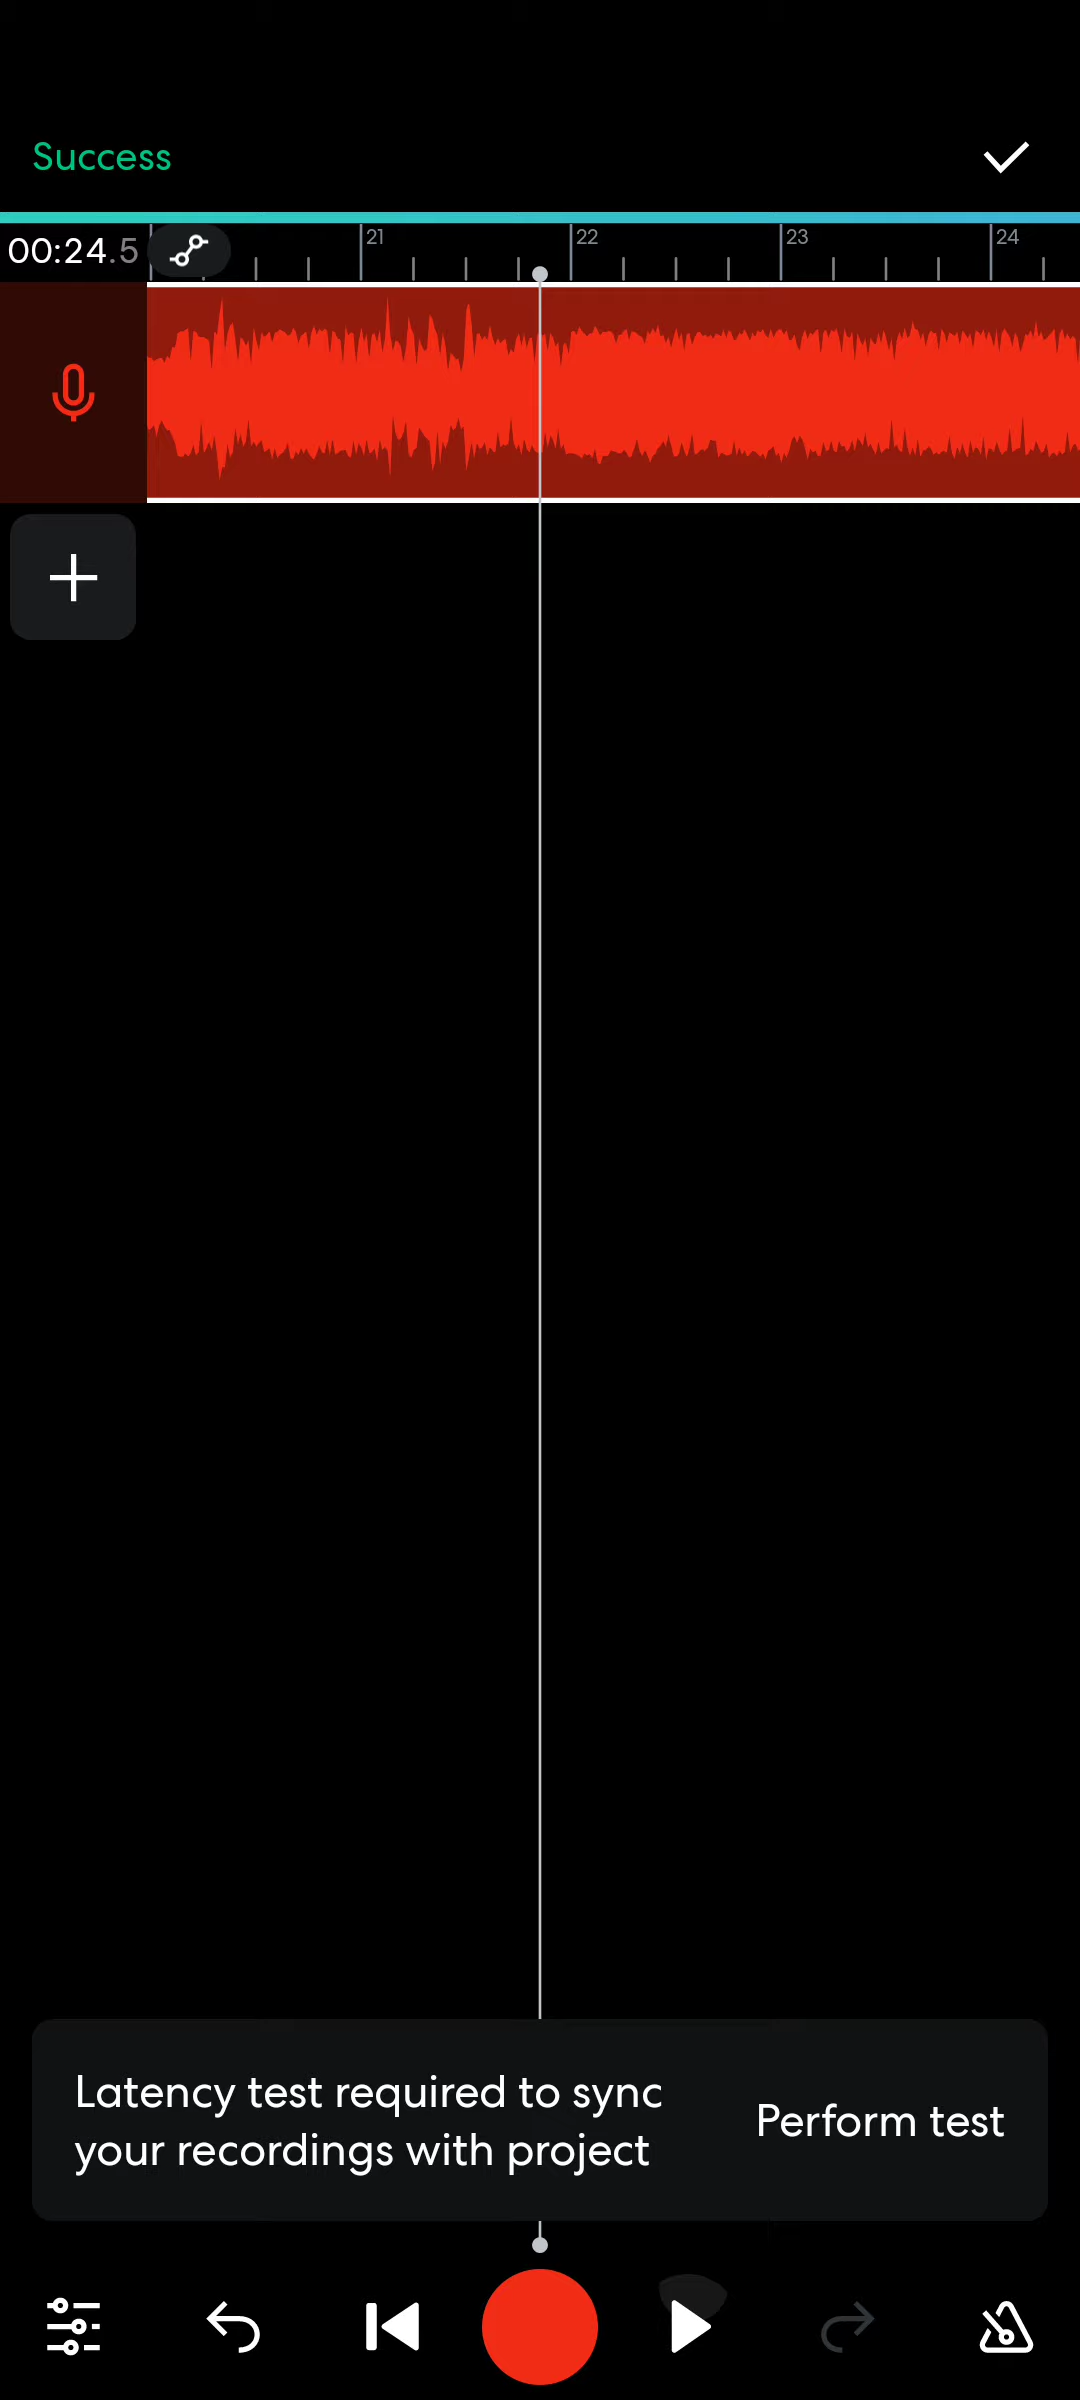 Success
00:24.5
21
22
23
24
Latency test required to sync
your recordings with project
Perform test